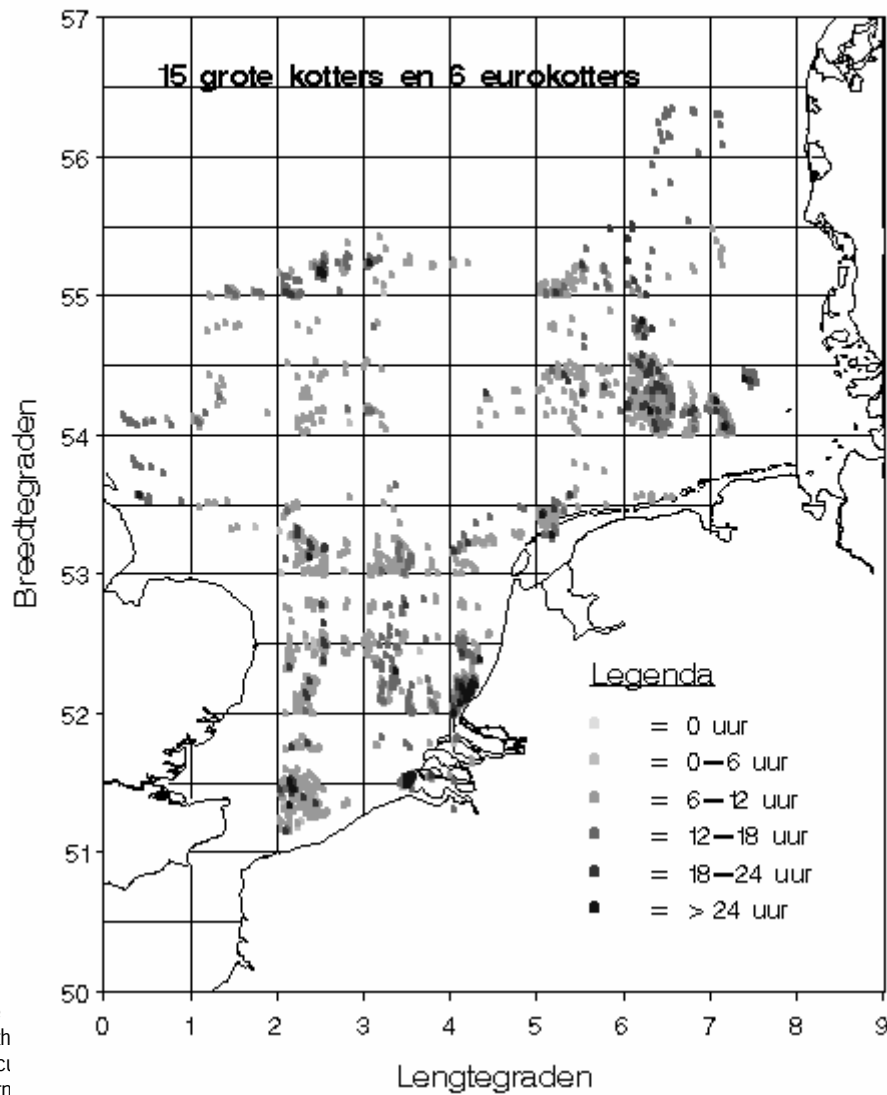 57
15 grote kotters en 6 eurokotters
56
55
54
53
52
51
50
Breedtegraden
Legenda
= 0 uur
= 0–6 uur
= 6–12 uur
= 12–18 uur
= 18–24 uur
= > 24 uur
0 1 2 3 4 5 6 7 8 9
Lengtegraden